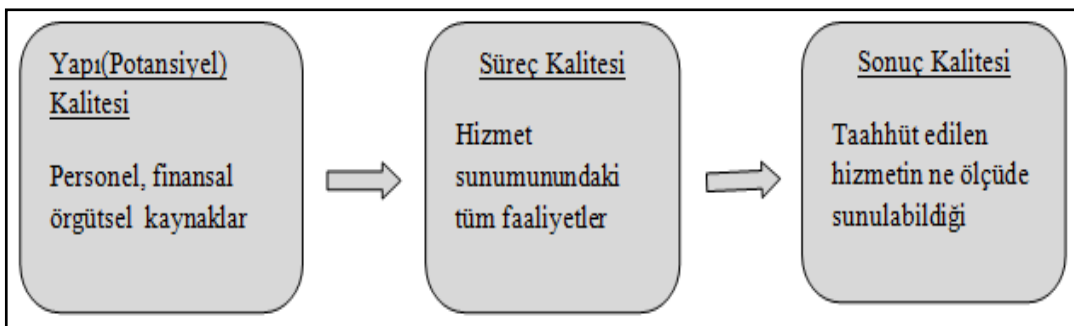 Yapı(Potansiyel)
Kalitesi
Personel, finansal
örgütsel kaynaklar
Süreç Kalitesi
Hizmet
sunumunundaki
tüm faaliyetler
Sonuç Kalitesi
Taahhüt edilen
hizmetin ne ölçüde
sunulabildiği